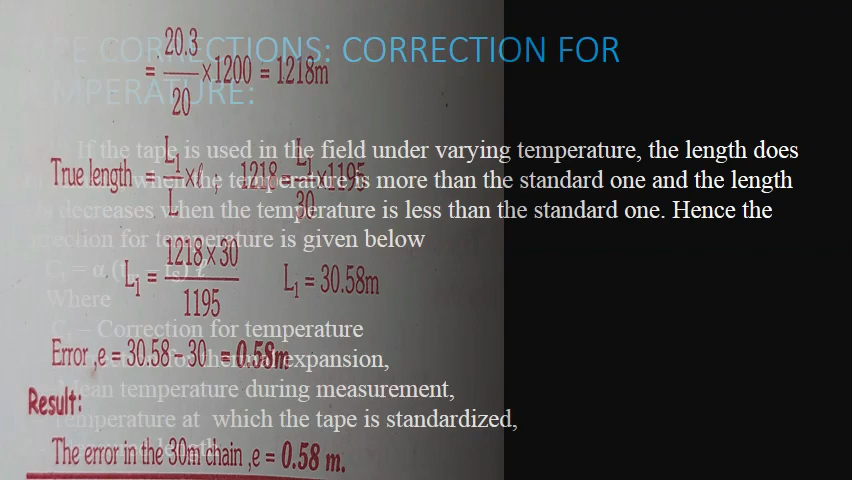 = 20.3/20 ×1200 = 1218m
CORRECTIONS: CORRECTION FOR
TEMPERATURE:
If the tape is used in the field under varying temperature, the length does
True length = L₁/L ×ℓ ; 1218 = L₁/30 ×1195
when the temperature is more than the standard one and the length
decreases when the temperature is less than the standard one. Hence the
correction for temperature is given below
L₁ = 1218×30/1195 L₁ = 30.58m
Where
– Correction for temperature
Error ,e = 30.58 – 30 = 0.58m
thermal expansion,
Mean temperature during measurement,
Result:
Temperature at which the tape is standardized,
The error in the 30m chain ,e = 0.58 m.